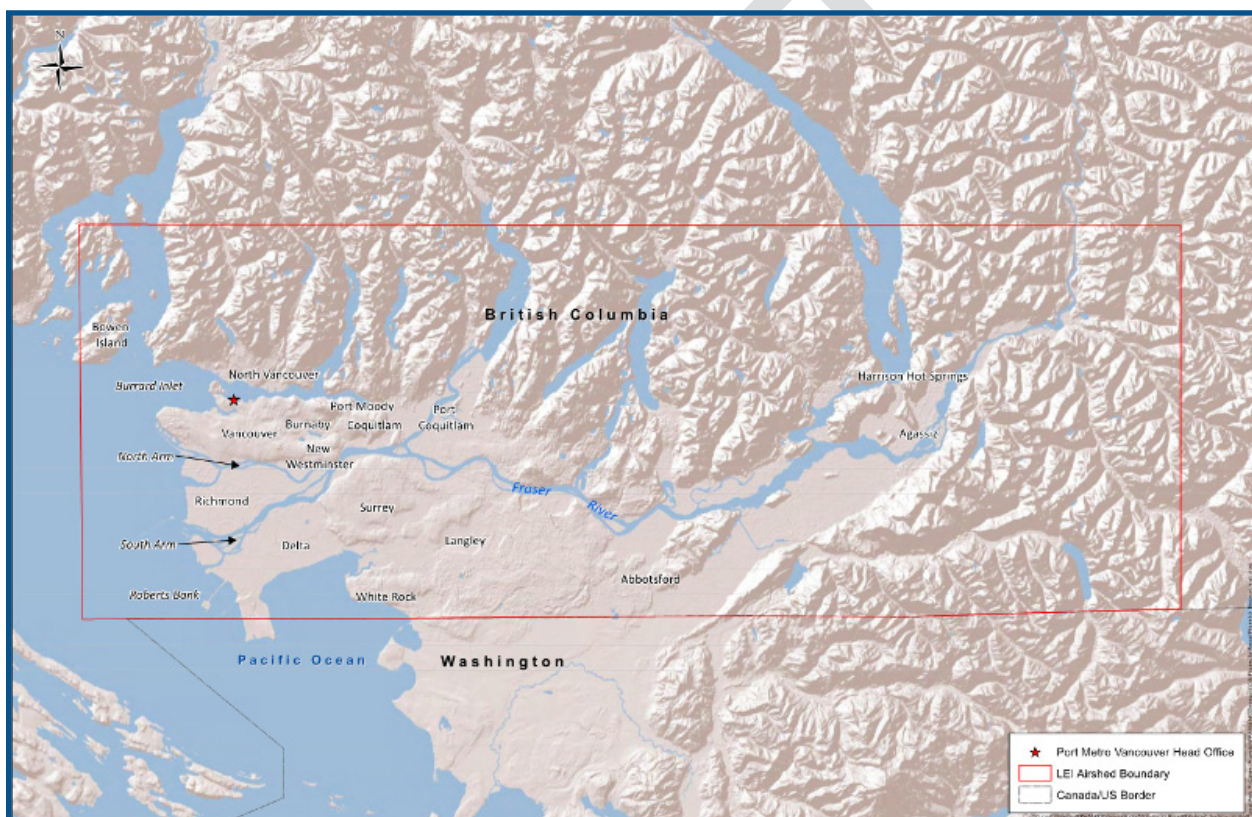 N
British Columbia
Bowen
Island
North Vancouver
Burrard Inlet
Harrison Hot Springs
Port Moody
Port
Coquitlam
Burnaby
Coquitlam
Vancouver
Agassiz
New
Westminster
North Arm
Fraser
River
Richmond
Surrey
South Arm
Delta
Langley
Abbotsford
Roberts Bank
White Rock
Pacific Ocean
Washington
Port Metro Vancouver Head Office
LEI Airshed Boundary
Canada/US Border